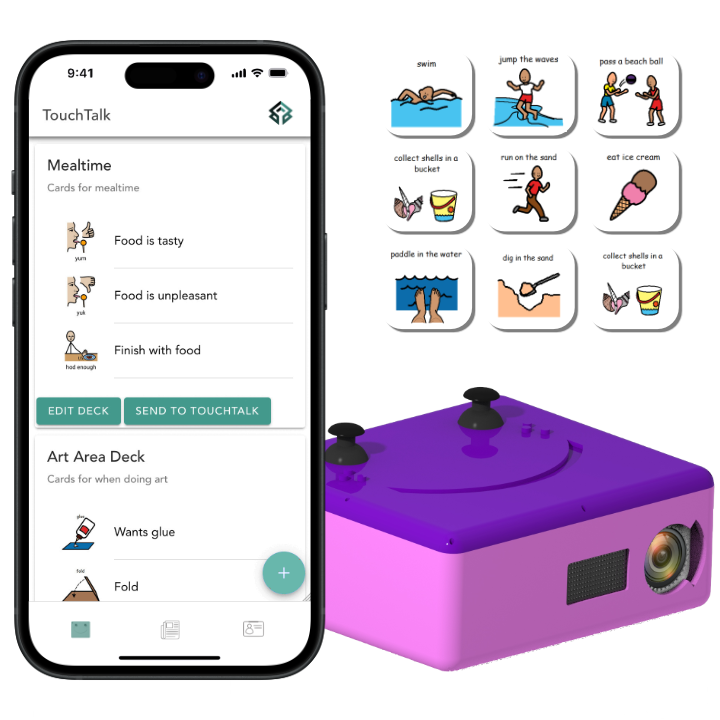 9:41
TouchTalk
Mealtime
Cards for mealtime
yum
Food is tasty
yuk
Food is unpleasant
had enough
Finish with food
EDIT DECK
SEND TO TOUCHTALK
Art Area Deck
Cards for when doing art
glue
Wants glue
fold
Fold
+
swim
jump the waves
pass a beach ball
collect shells in a
bucket
run on the sand
eat ice cream
paddle in the water
dig in the sand
collect shells in a
bucket